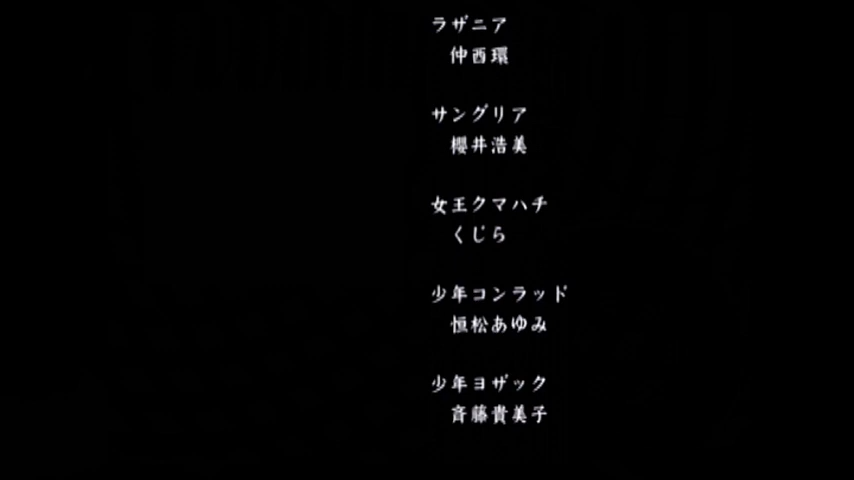 ラザニア
仲西環
サングリア
櫻井浩美
女王クマハチ
くじら
少年コンラッド
恒松あゆみ
少年ヨザック
斉藤貴美子